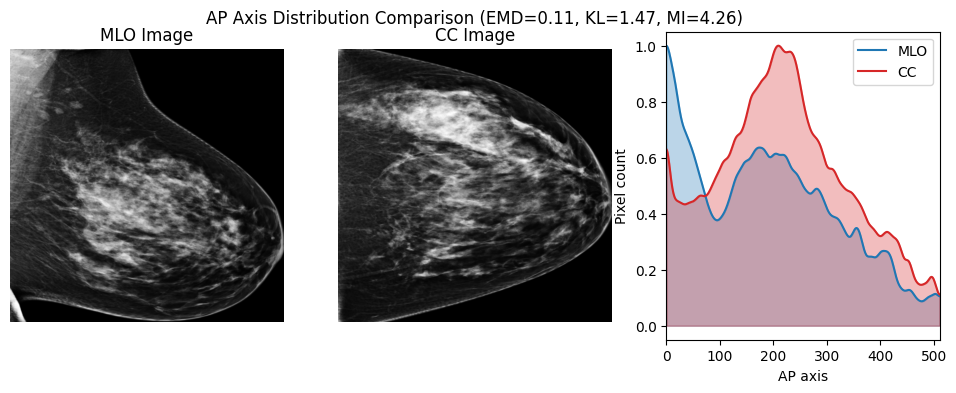 AP Axis Distribution Comparison (EMD=0.11, KL=1.47, MI=4.26)
MLO Image
CC Image
MLO
CC
Pixel count
1.0
0.8
0.6
0.4
0.2
0.0
0 100 200 300 400 500
AP axis